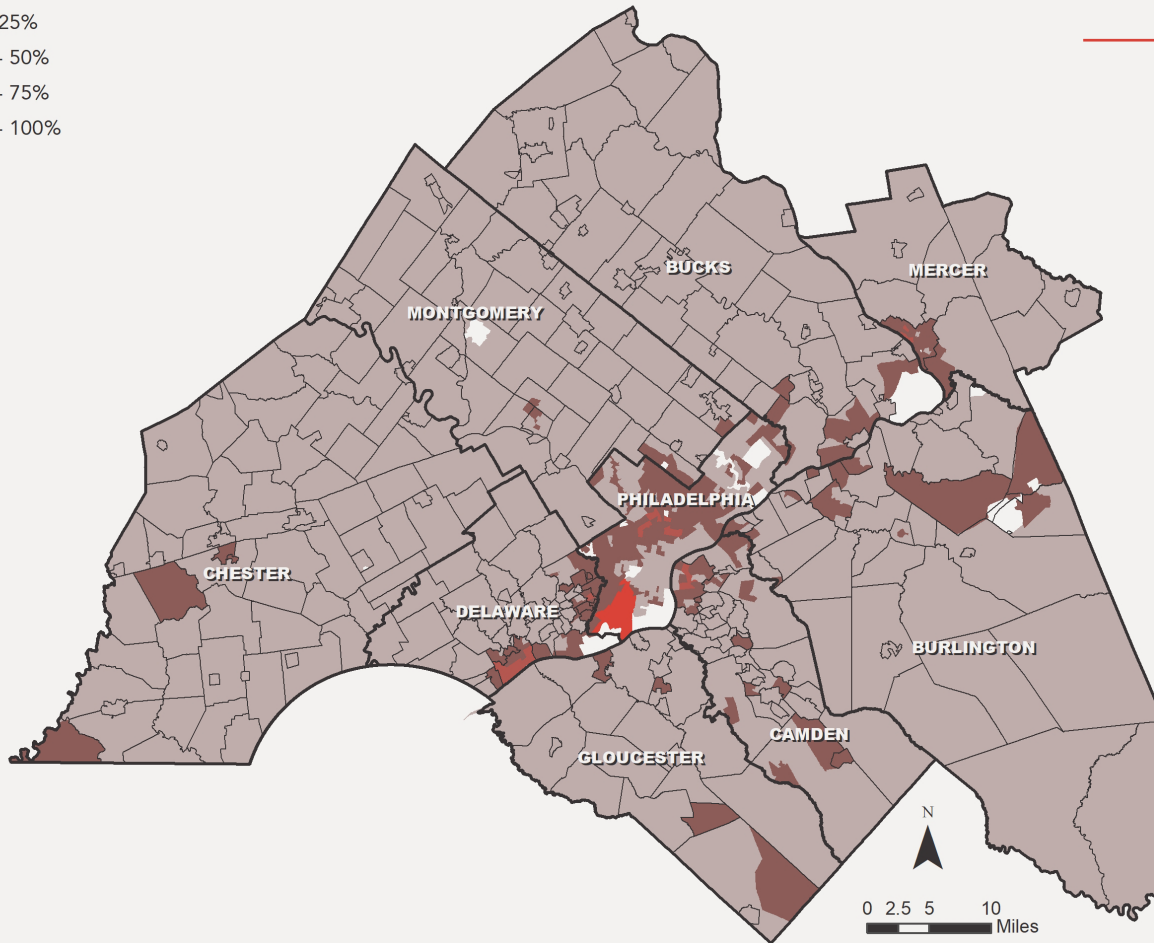 25%
- 50%
- 75%
- 100%
BUCKS
MERCER
MONTGOMERY
PHILADELPHIA
CHESTER
DELAWARE
BURLINGTON
CAMDEN
GLOUCESTER
N
0 2.5 5 10
Miles